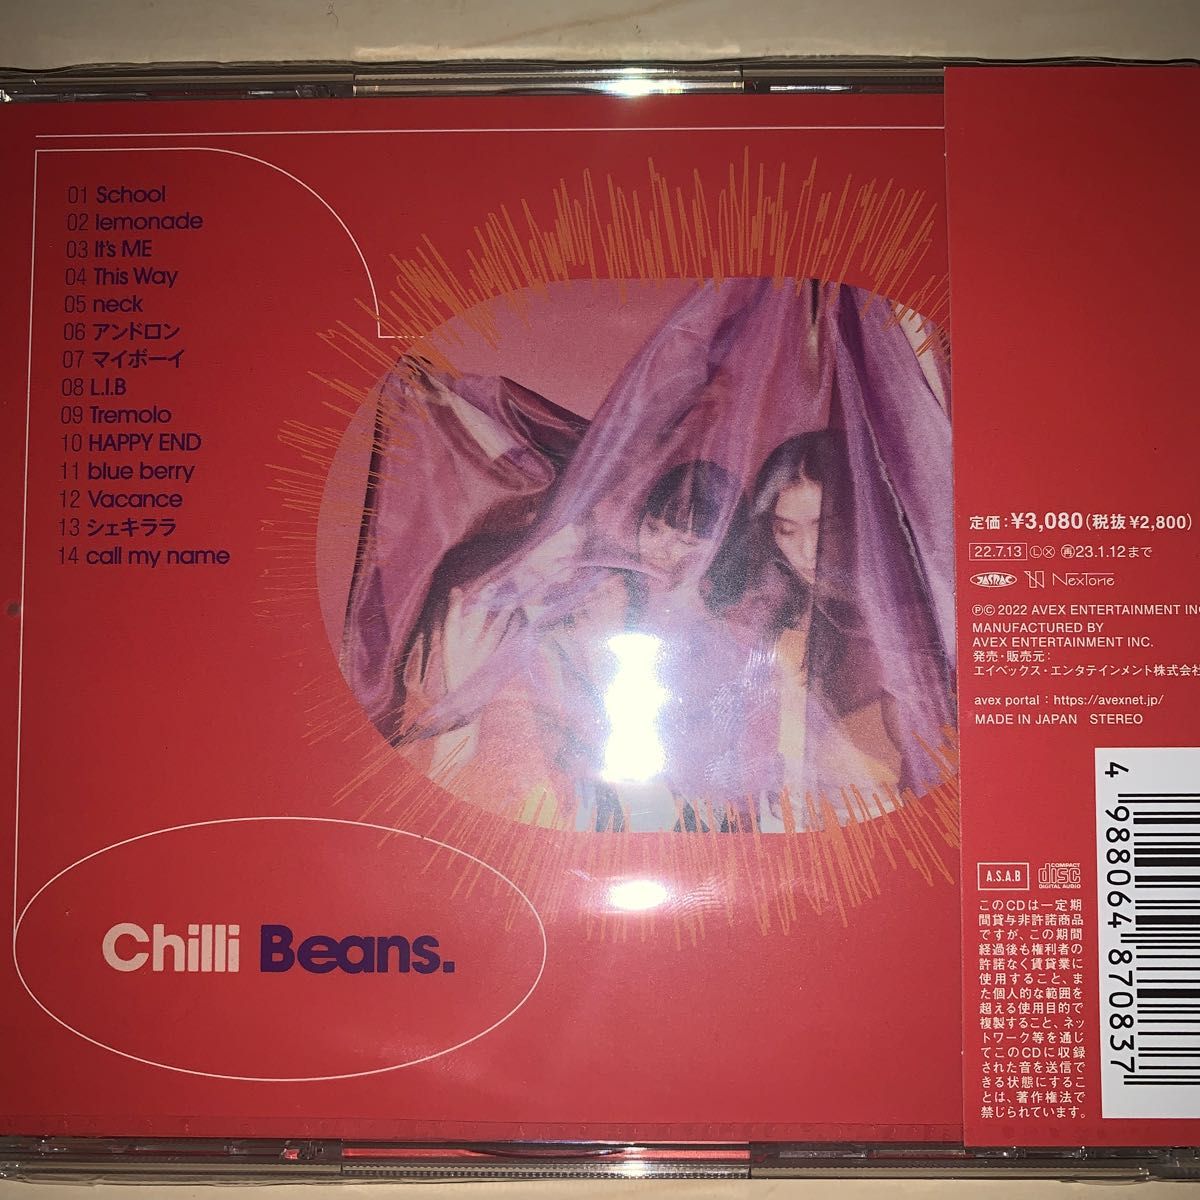 01 School
02 lemonade
03 It's ME
04 This Way
05 neck
06 アンドロン
07 マイボーイ
08 L.I.B
09 Tremolo
10 HAPPY END
11 blue berry
12 Vacance
13 シェキララ
14 call my name
Chilli Beans.
定価:¥3,080(税抜¥2,800)
22.7.13 Ⓛ Ⓧ 再23.1.12まで
JASRAC NexTone
℗© 2022 AVEX ENTERTAINMENT INC
MANUFACTURED BY
AVEX ENTERTAINMENT INC.
発売・販売元:
エイベックス・エンタテインメント株式会社
avex portal : https://avexnet.jp/
MADE IN JAPAN STEREO
A.S.A.B COMPACT disc DIGITAL AUDIO
このCDは一定期
間貸与非許諾商品
ですが、この期間
経過後も権利者の
許諾なく賃貸業に
使用すること、ま
た個人的な範囲を
超える使用目的で
複製すること、ネッ
トワーク等を通じ
てこのCDに収録
された音を送信で
きる状態にするこ
とは、著作権法で
禁じられています。
4 988064 870837